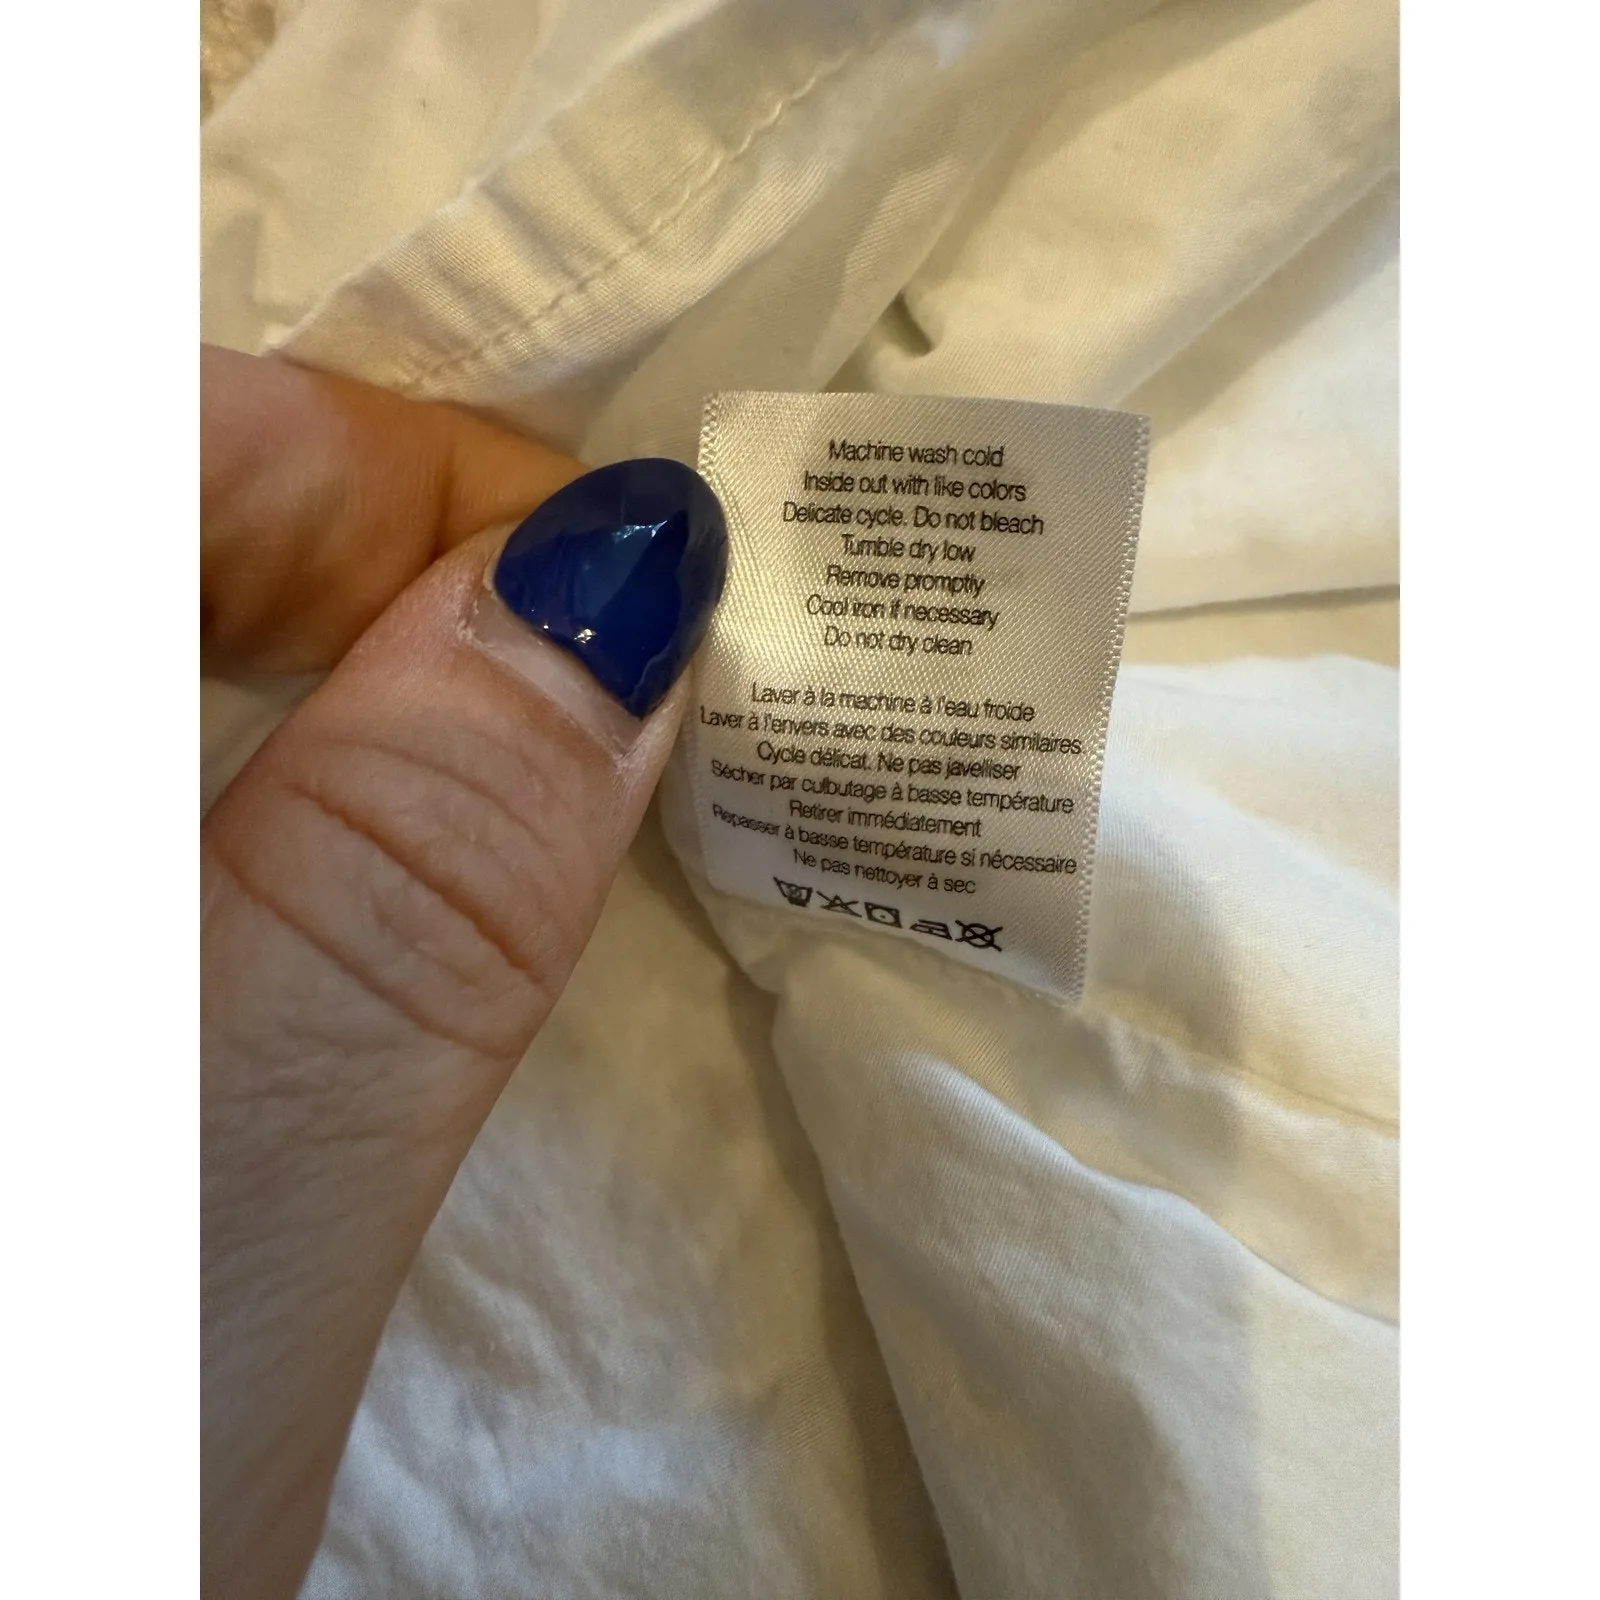 Machine wash cold
Inside out with like colors
Delicate cycle. Do not bleach
Tumble dry low
Remove promptly
Cool iron if necessary
Do not dry clean
Laver à la machine à l'eau froide
Laver à l'envers avec des couleurs similaires
Cycle délicat. Ne pas javelliser
Sécher par culbutage à basse température
Retirer immédiatement
Repasser à basse température si nécessaire
Ne pas nettoyer à sec